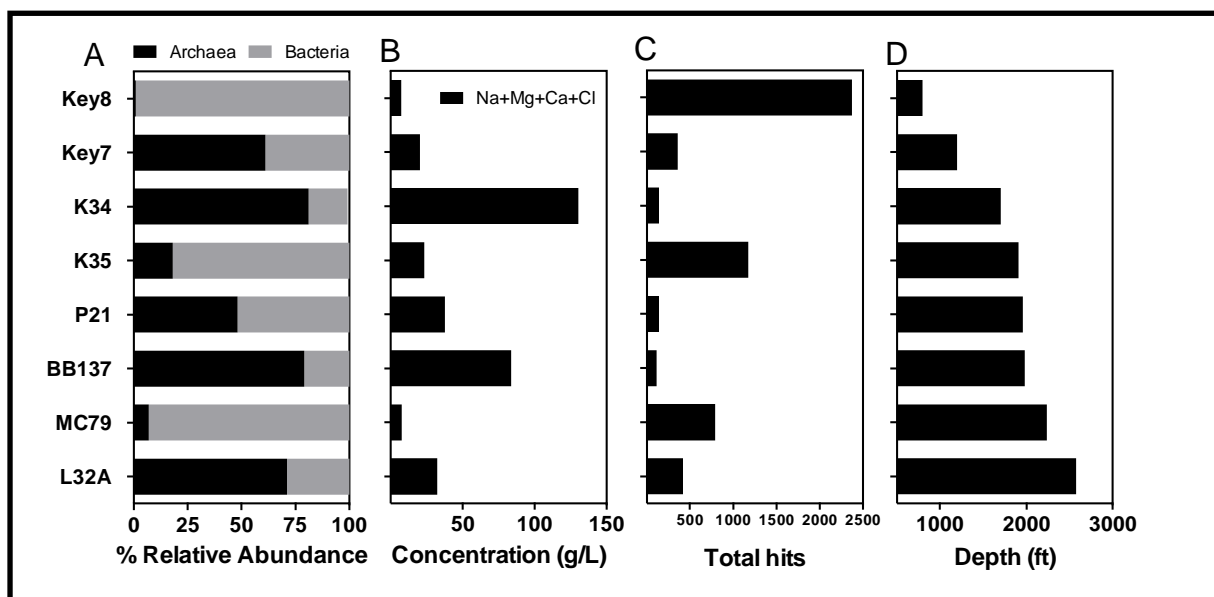 A B C D
Archaea Bacteria
Na+Mg+Ca+Cl
Key8
Key7
K34
K35
P21
BB137
MC79
L32A
0 25 50 75 100
50 100 150
500 1000 1500 2000 2500
1000 2000 3000
% Relative Abundance
Concentration (g/L)
Total hits
Depth (ft)